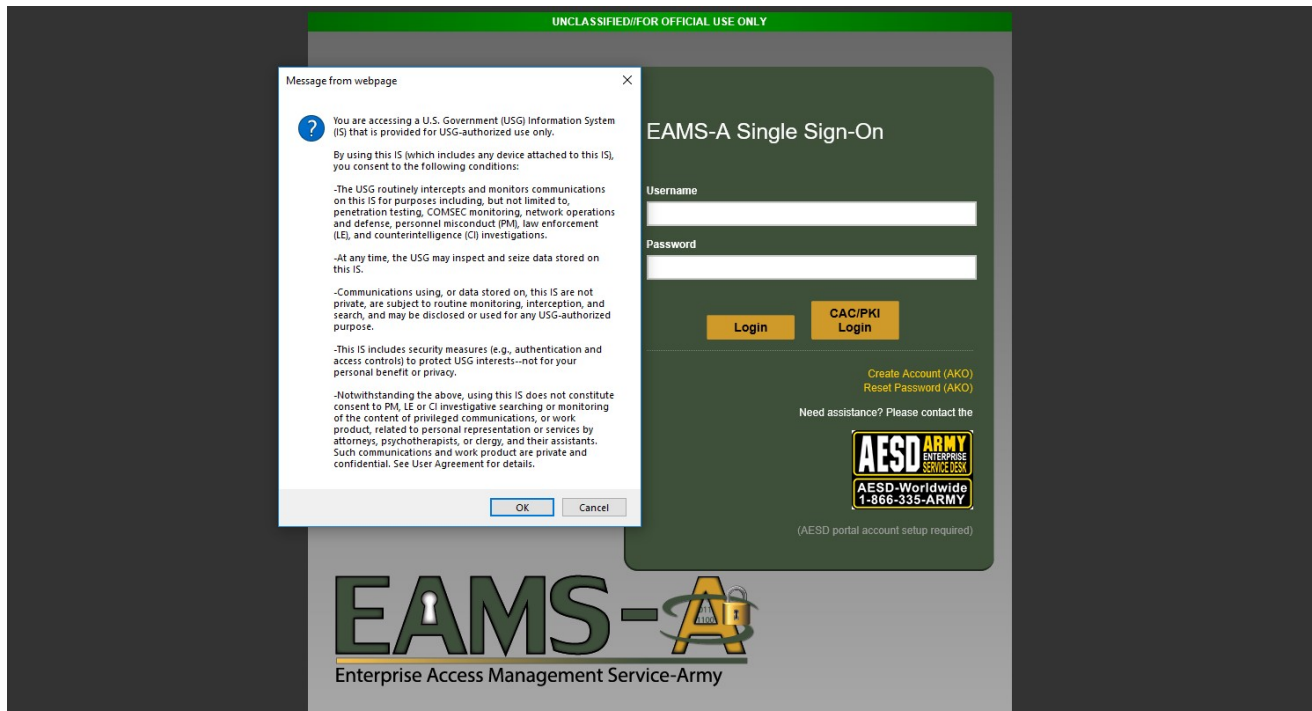 UNCLASSIFIED//FOR OFFICIAL USE ONLY
Message from webpage
You are accessing a U.S. Government (USG) Information System
(IS) that is provided for USG-authorized use only.
By using this IS (which includes any device attached to this IS),
you consent to the following conditions:
-The USG routinely intercepts and monitors communications
on this IS for purposes including, but not limited to,
penetration testing, COMSEC monitoring, network operations
and defense, personnel misconduct (PM), law enforcement
(LE), and counterintelligence (CI) investigations.
-At any time, the USG may inspect and seize data stored on
this IS.
-Communications using, or data stored on, this IS are not
private, are subject to routine monitoring, interception, and
search, and may be disclosed or used for any USG-authorized
purpose.
-This IS includes security measures (e.g., authentication and
access controls) to protect USG interests--not for your
personal benefit or privacy.
-Notwithstanding the above, using this IS does not constitute
consent to PM, LE or CI investigative searching or monitoring
of the content of privileged communications, or work
product, related to personal representation or services by
attorneys, psychotherapists, or clergy, and their assistants.
Such communications and work product are private and
confidential. See User Agreement for details.
OK Cancel
EAMS-A Single Sign-On
Username
Password
Login
CAC/PKI
Login
Create Account (AKO)
Reset Password (AKO)
Need assistance? Please contact the
AESD ARMY
ENTERPRISE
SERVICE DESK
AESD-Worldwide
1-866-335-ARMY
(AESD portal account setup required)
EAMS-A
Enterprise Access Management Service-Army